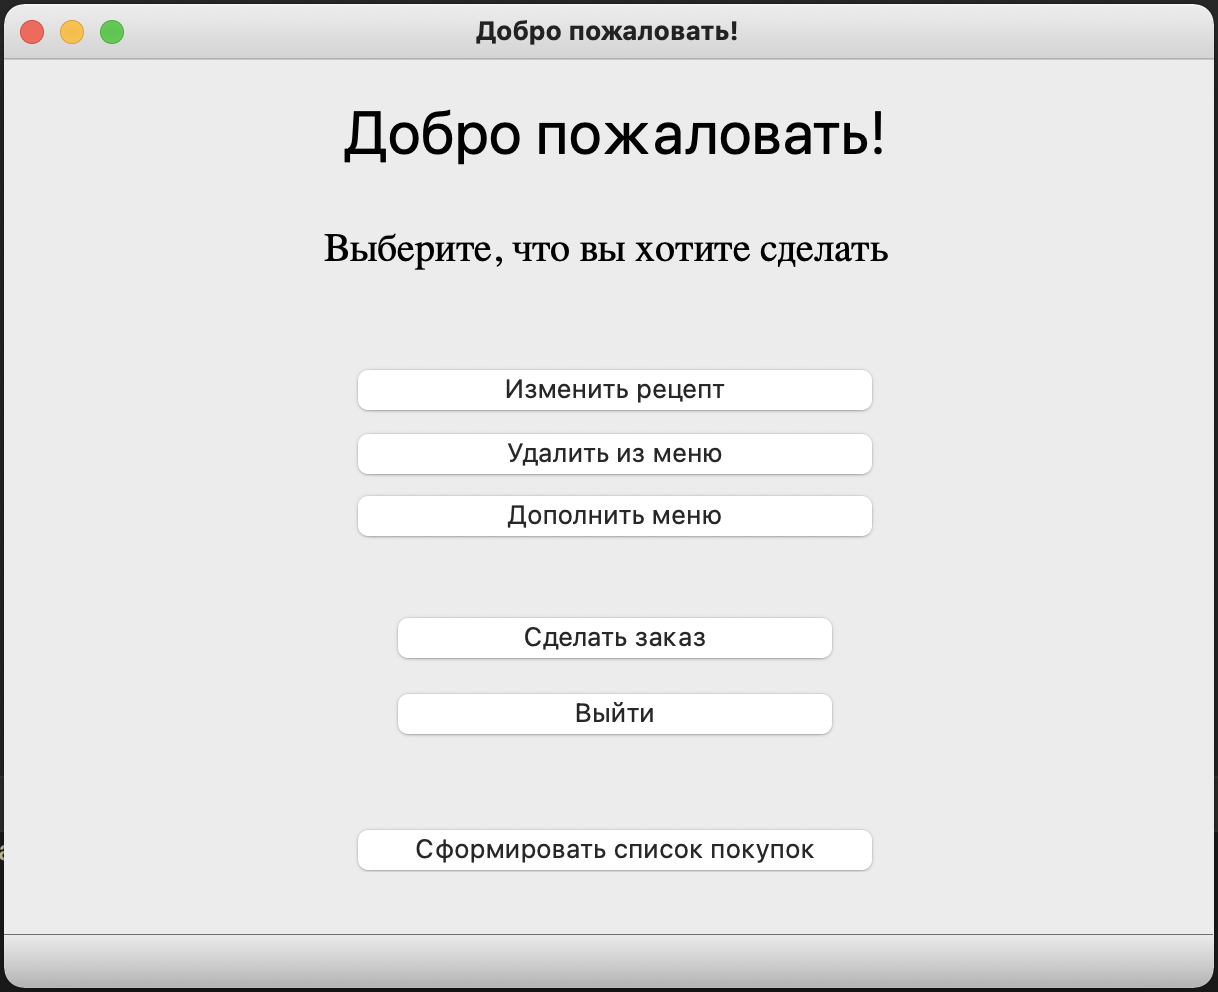 Добро пожаловать!
Добро пожаловать!
Выберите, что вы хотите сделать
Изменить рецепт
Удалить из меню
Дополнить меню
Сделать заказ
Выйти
Сформировать список покупок